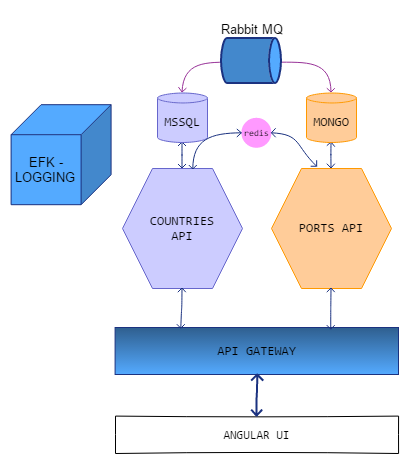 Rabbit MQ
MSSQL
redis
MONGO
EFK -
LOGGING
COUNTRIES
API
PORTS API
API GATEWAY
ANGULAR UI